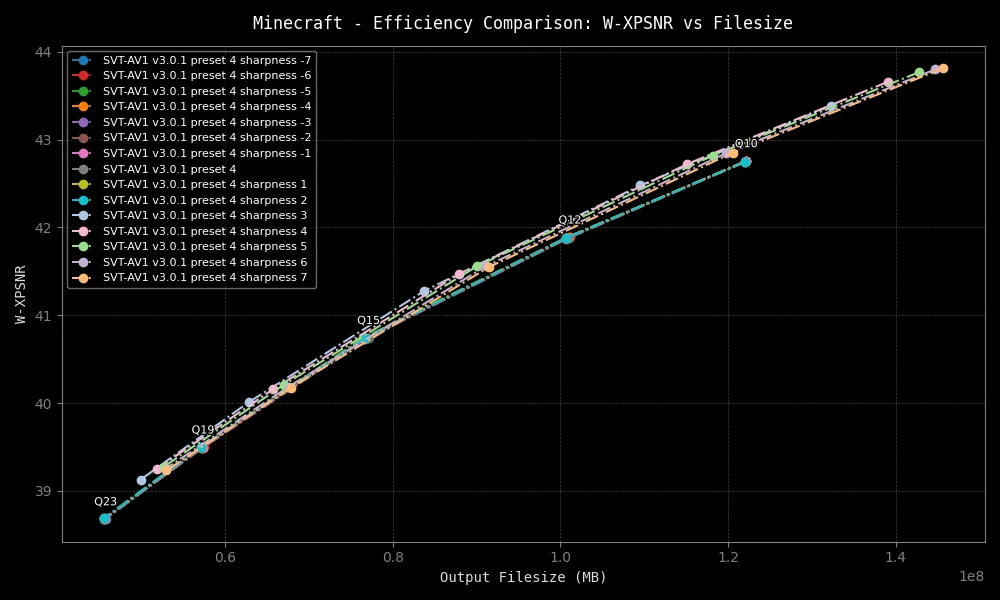 Minecraft - Efficiency Comparison: W-XPSNR vs Filesize
44
43
42
41
40
39
W-XPSNR
SVT-AV1 v3.0.1 preset 4 sharpness -7
SVT-AV1 v3.0.1 preset 4 sharpness -6
SVT-AV1 v3.0.1 preset 4 sharpness -5
SVT-AV1 v3.0.1 preset 4 sharpness -4
SVT-AV1 v3.0.1 preset 4 sharpness -3
SVT-AV1 v3.0.1 preset 4 sharpness -2
SVT-AV1 v3.0.1 preset 4 sharpness -1
SVT-AV1 v3.0.1 preset 4
SVT-AV1 v3.0.1 preset 4 sharpness 1
SVT-AV1 v3.0.1 preset 4 sharpness 2
SVT-AV1 v3.0.1 preset 4 sharpness 3
SVT-AV1 v3.0.1 preset 4 sharpness 4
SVT-AV1 v3.0.1 preset 4 sharpness 5
SVT-AV1 v3.0.1 preset 4 sharpness 6
SVT-AV1 v3.0.1 preset 4 sharpness 7
Q10
Q12
Q15
Q19
Q23
0.6
0.8
1.0
1.2
1.4
1e8
Output Filesize (MB)